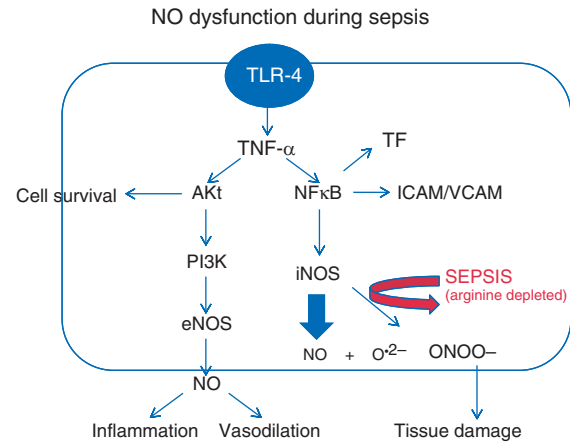 NO dysfunction during sepsis
TLR-4
TNF-α
TF
Cell survival
AKt
NFκB
ICAM/VCAM
PI3K
iNOS
SEPSIS
(arginine depleted)
eNOS
NO + O•2– ONOO–
NO
Inflammation
Vasodilation
Tissue damage